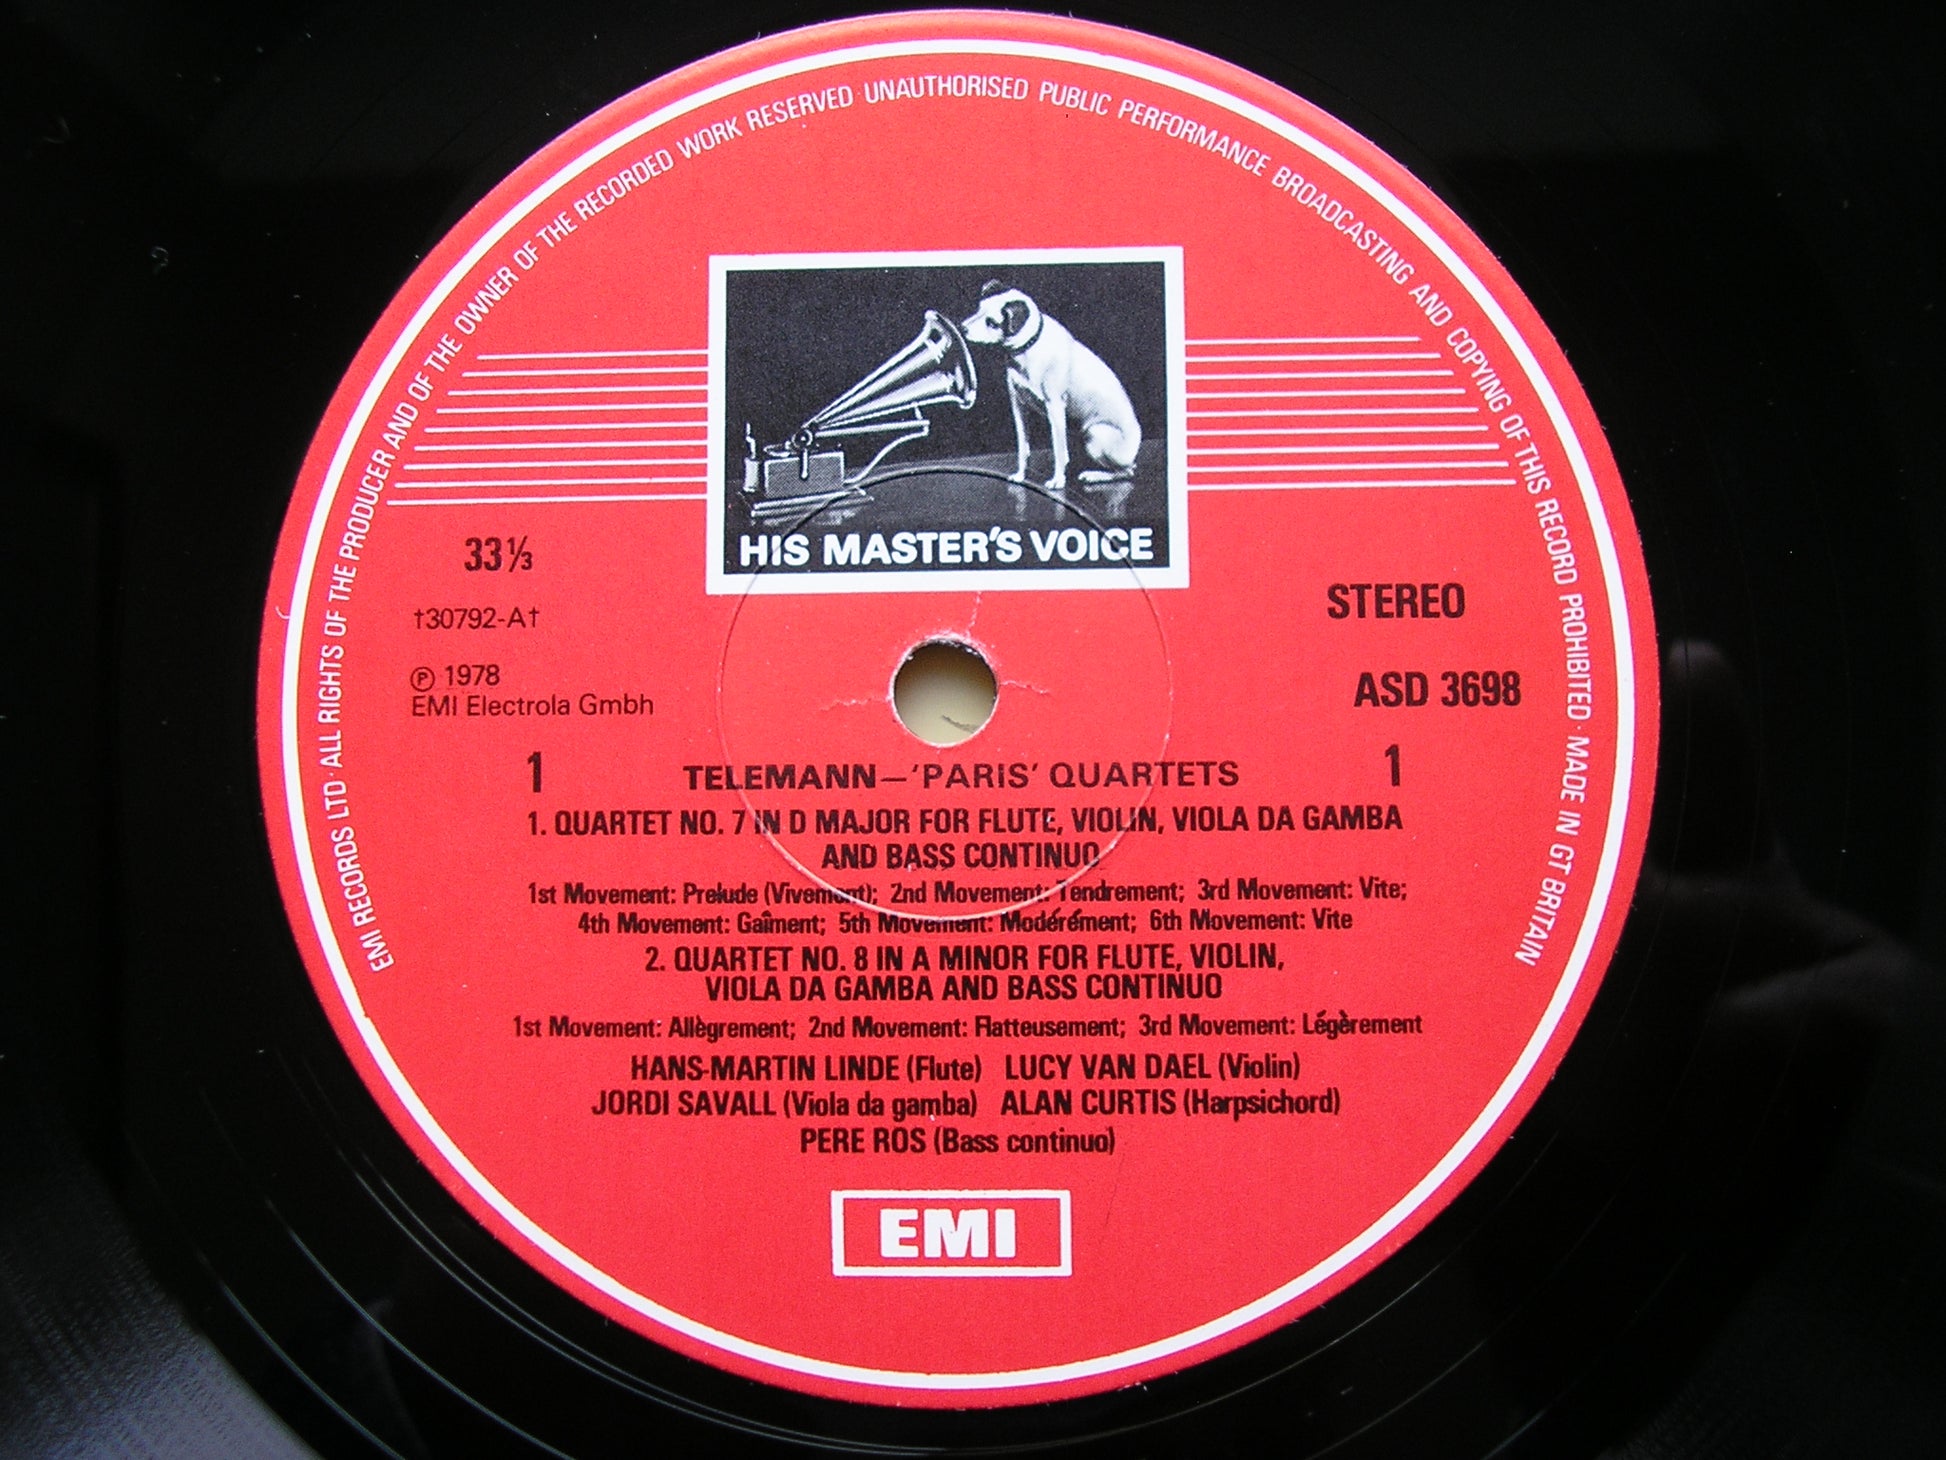 EMI RECORDS LTD · ALL RIGHTS OF THE PRODUCER AND OF THE OWNER OF THE RECORDED WORK RESERVED · UNAUTHORISED PUBLIC PERFORMANCE BROADCASTING AND COPYING OF THIS RECORD PROHIBITED · MADE IN GT BRITAIN
HIS MASTER'S VOICE
33⅓
STEREO
†30792-A†
℗ 1978
EMI Electrola Gmbh
ASD 3698
1 TELEMANN—'PARIS' QUARTETS 1
1. QUARTET NO. 7 IN D MAJOR FOR FLUTE, VIOLIN, VIOLA DA GAMBA
AND BASS CONTINUO
1st Movement: Prelude (Vivement); 2nd Movement: Tendrement; 3rd Movement: Vite;
4th Movement: Gaîment; 5th Movement: Modérément; 6th Movement: Vite
2. QUARTET NO. 8 IN A MINOR FOR FLUTE, VIOLIN,
VIOLA DA GAMBA AND BASS CONTINUO
1st Movement: Allègrement; 2nd Movement: Flatteusement; 3rd Movement: Légèrement
HANS-MARTIN LINDE (Flute) LUCY VAN DAEL (Violin)
JORDI SAVALL (Viola da gamba) ALAN CURTIS (Harpsichord)
PERE ROS (Bass continuo)
EMI